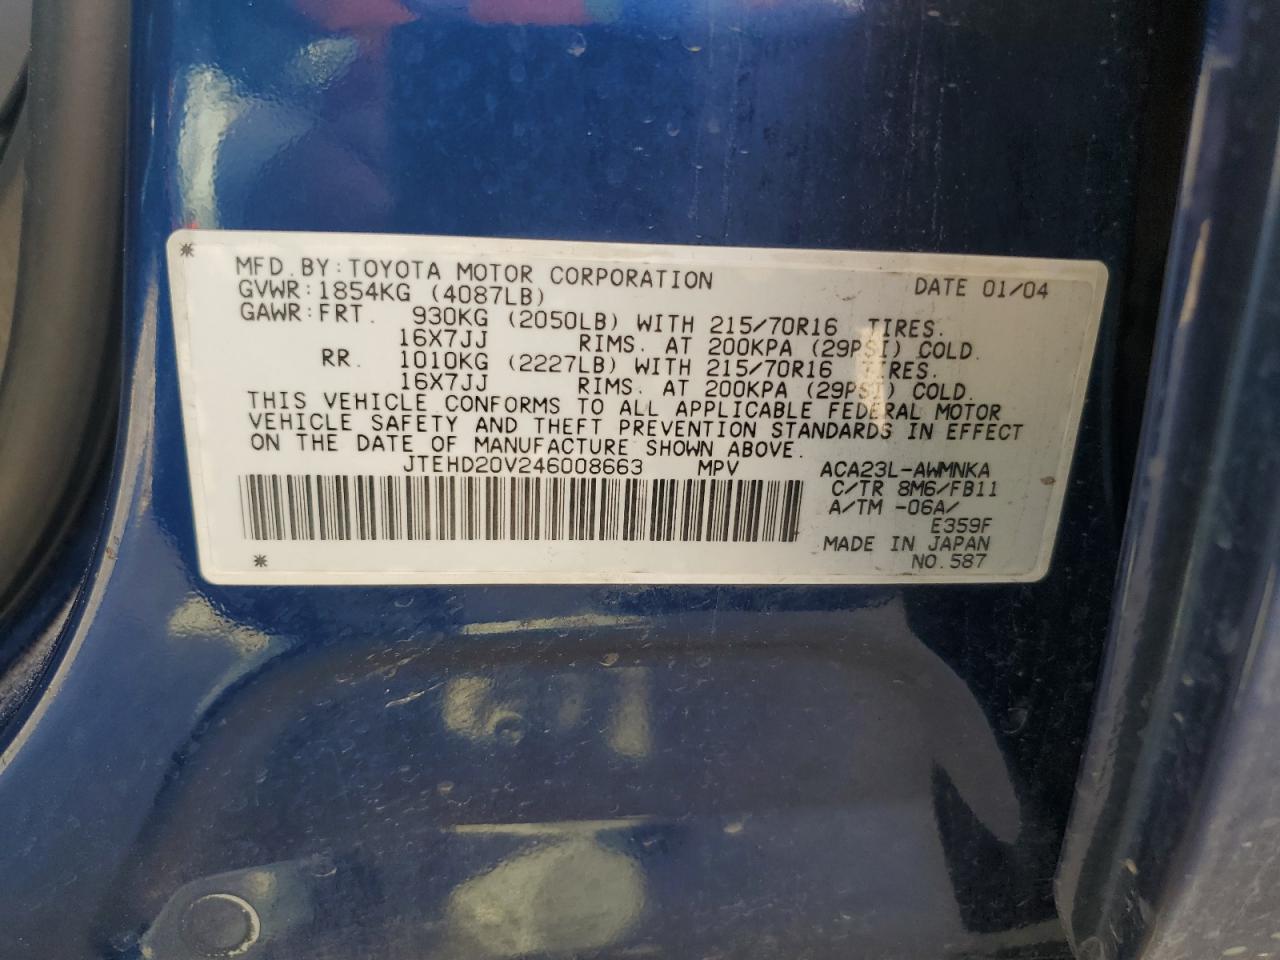 MFD. BY: TOYOTA MOTOR CORPORATION DATE 01/04
GVWR: 1854KG (4087LB)
GAWR: FRT. 930KG (2050LB) WITH 215/70R16 TIRES.
16X7JJ RIMS. AT 200KPA (29PSI) COLD.
RR. 1010KG (2227LB) WITH 215/70R16 TIRES.
16X7JJ RIMS. AT 200KPA (29PSI) COLD.
THIS VEHICLE CONFORMS TO ALL APPLICABLE FEDERAL MOTOR
VEHICLE SAFETY AND THEFT PREVENTION STANDARDS IN EFFECT
ON THE DATE OF MANUFACTURE SHOWN ABOVE.
JTEHD20V246008663 MPV ACA23L-AWMNKA
C/TR 8M6/FB11
A/TM -06A/
E359F
MADE IN JAPAN
NO. 587